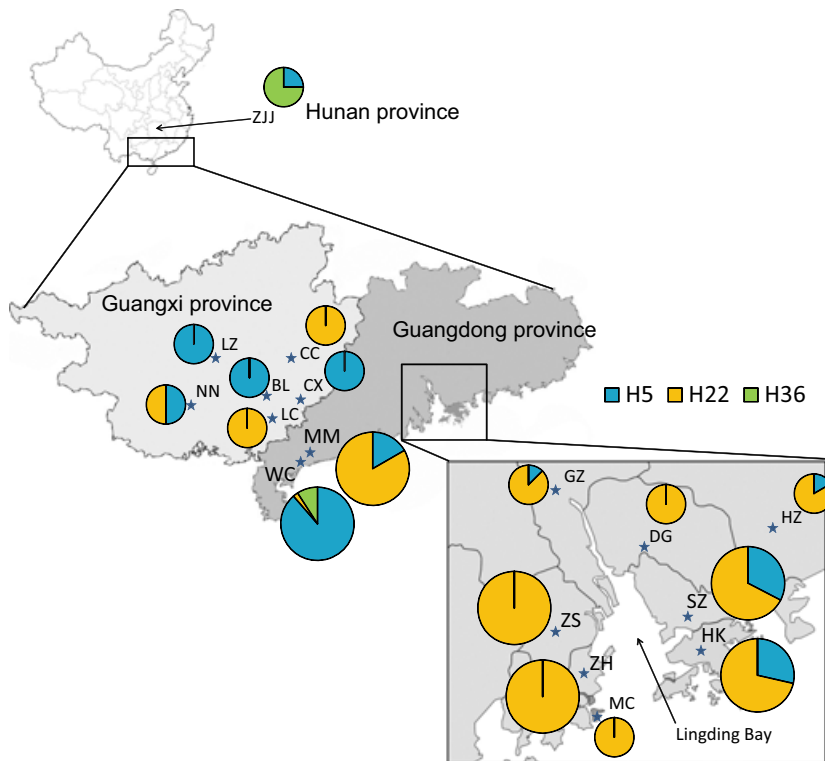 ZJJ
Hunan province
Guangxi province
Guangdong province
LZ
CC
NN
BL
CX
LC
MM
WC
H5 H22 H36
GZ
DG
HZ
SZ
ZS
HK
ZH
MC
Lingding Bay